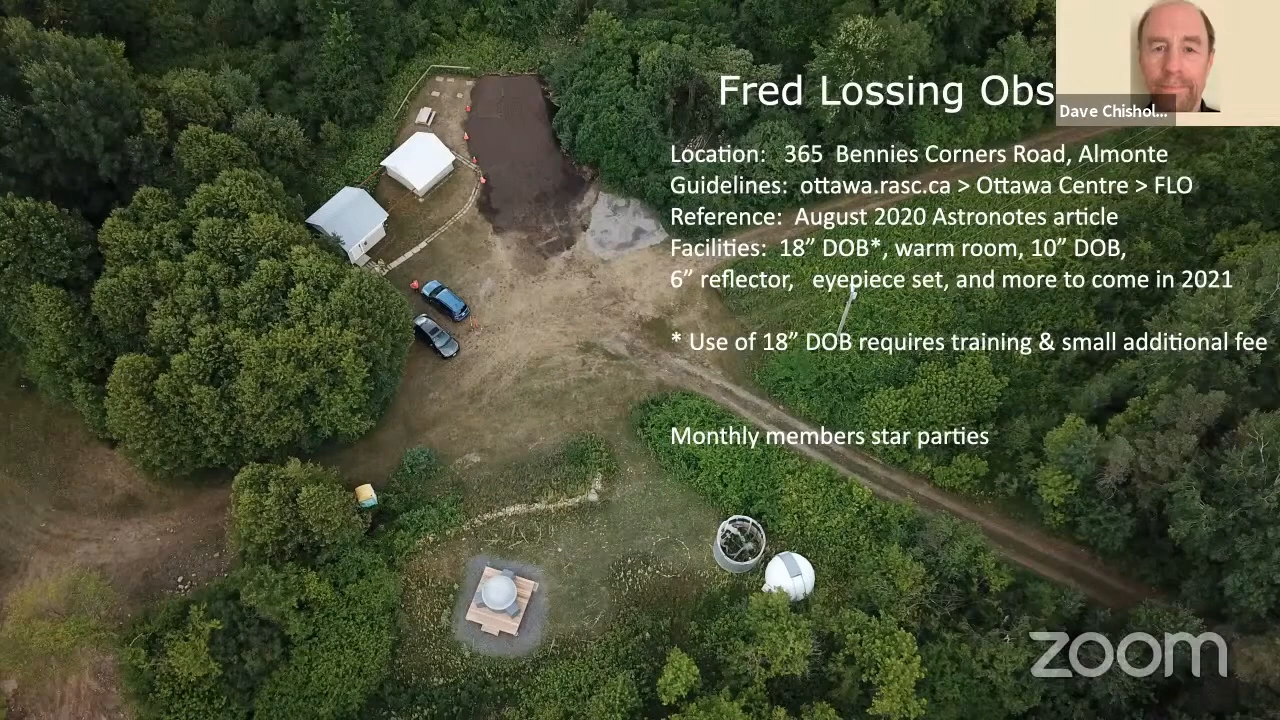 Fred Lossing Obs
Dave Chishol...
Location: 365 Bennies Corners Road, Almonte
Guidelines: ottawa.rasc.ca > Ottawa Centre > FLO
Reference: August 2020 Astronotes article
Facilities: 18” DOB*, warm room, 10” DOB,
6” reflector, eyepiece set, and more to come in 2021
* Use of 18” DOB requires training & small additional fee
Monthly members star parties
zoom